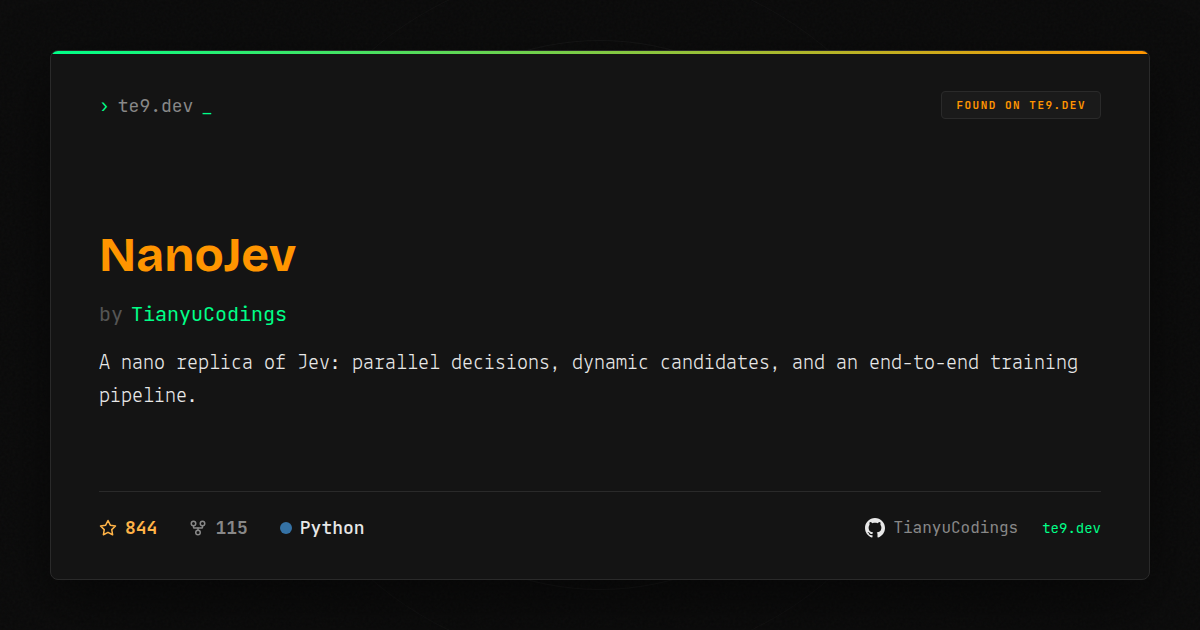 › te9.dev _
FOUND ON TE9.DEV
NanoJev
by TianyuCodings
A nano replica of Jev: parallel decisions, dynamic candidates, and an end-to-end training
pipeline.
844 115 Python TianyuCodings te9.dev